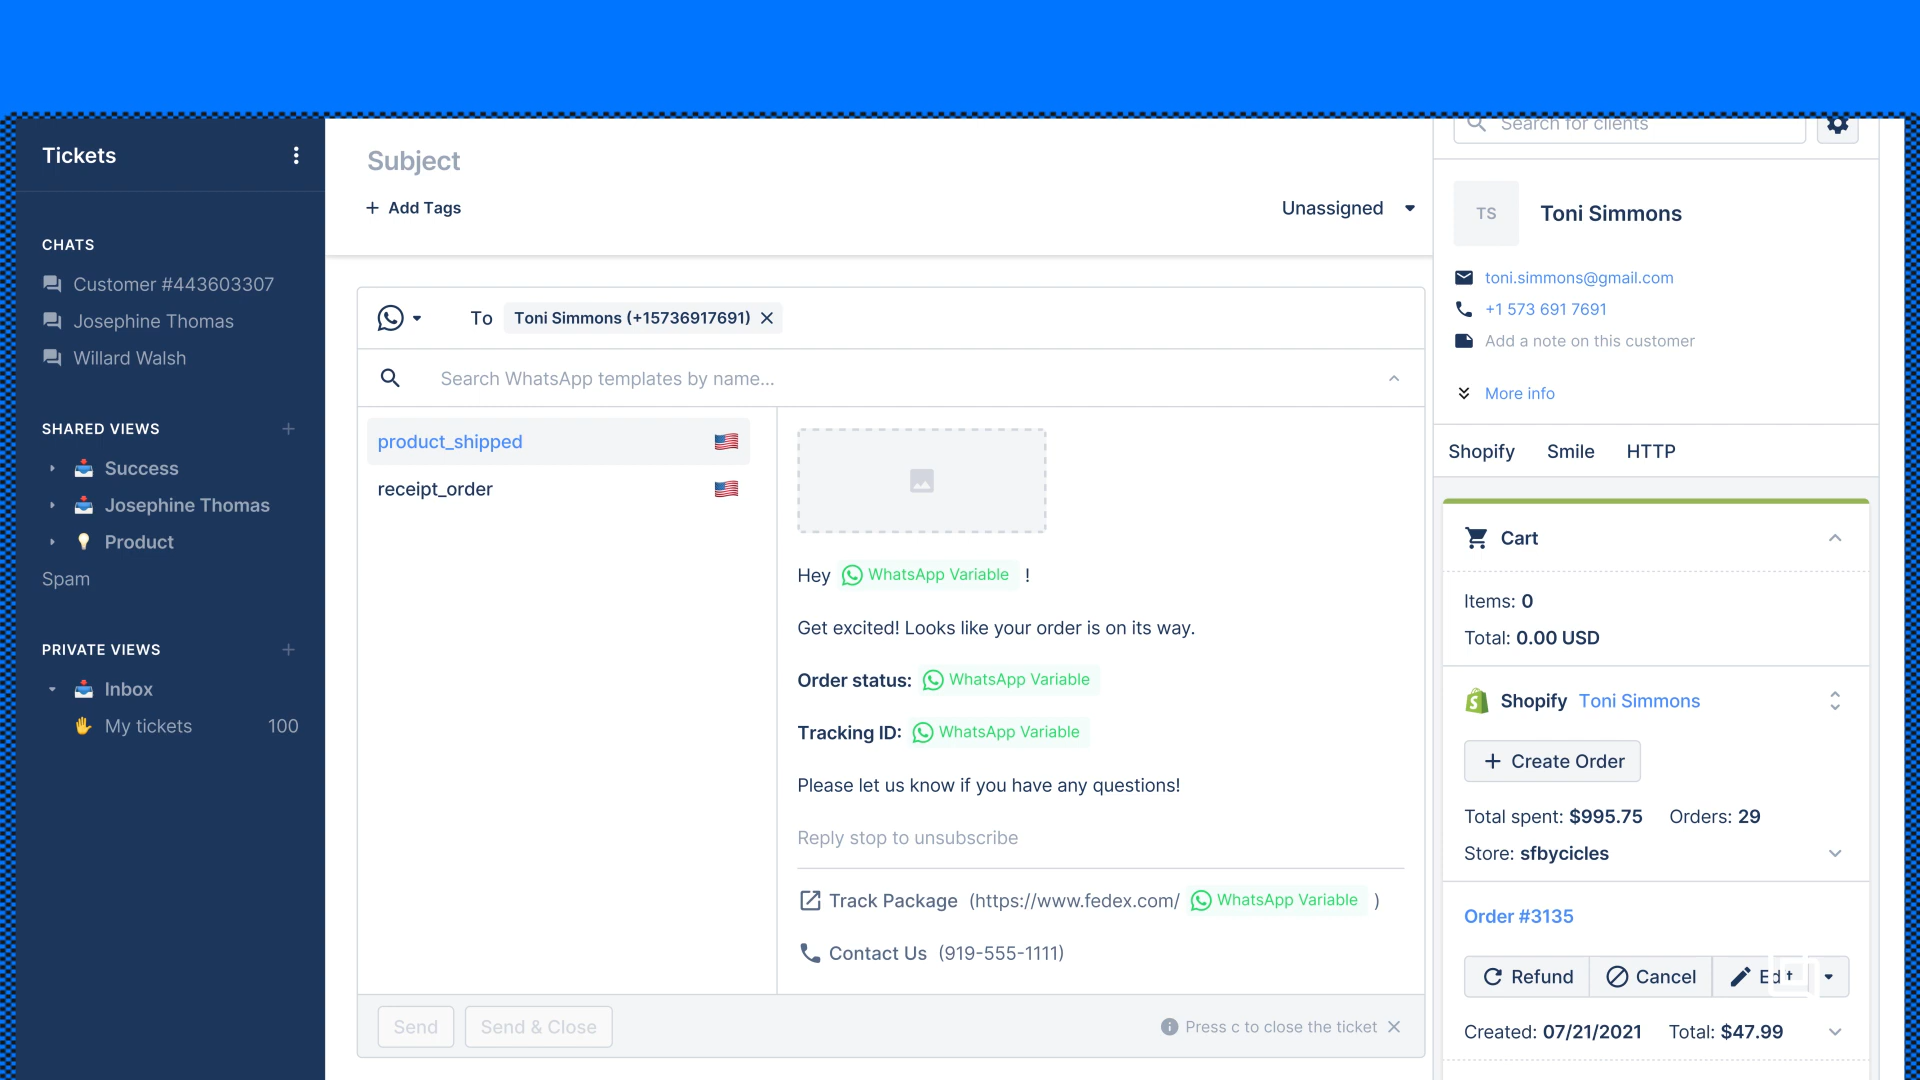 Tickets
CHATS
Customer #443603307
Josephine Thomas
Willard Walsh
SHARED VIEWS
Success
Josephine Thomas
Product
Spam
PRIVATE VIEWS
Inbox
My tickets 100
Subject
Add Tags
Unassigned
To Toni Simmons (+15736917691)
Search WhatsApp templates by name...
product_shipped
receipt_order
Hey WhatsApp Variable !
Get excited! Looks like your order is on its way.
Order status: WhatsApp Variable
Tracking ID: WhatsApp Variable
Please let us know if you have any questions!
Reply stop to unsubscribe
Track Package (https://www.fedex.com/ WhatsApp Variable )
Contact Us (919-555-1111)
Send
Send & Close
Press c to close the ticket
Search for clients
TS
Toni Simmons
toni.simmons@gmail.com
+1 573 691 7691
Add a note on this customer
More info
Shopify Smile HTTP
Cart
Items: 0
Total: 0.00 USD
Shopify Toni Simmons
Create Order
Total spent: $995.75 Orders: 29
Store: sfbycicles
Order #3135
Refund Cancel Edit
Created: 07/21/2021 Total: $47.99